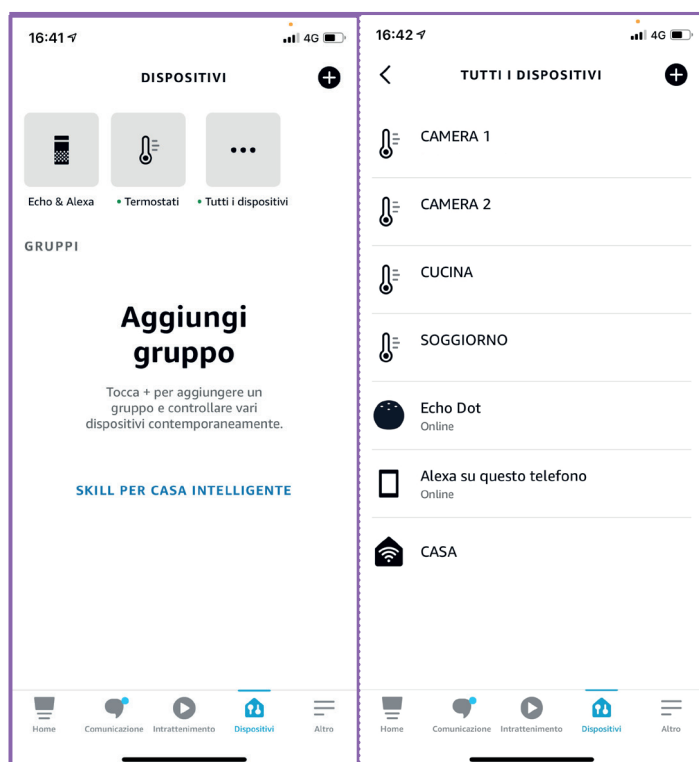 16:41
4G
DISPOSITIVI
Echo & Alexa
Termostati
Tutti i dispositivi
GRUPPI
Aggiungi
gruppo
Tocca + per aggiungere un
gruppo e controllare vari
dispositivi contemporaneamente.
SKILL PER CASA INTELLIGENTE
Home
Comunicazione
Intrattenimento
Dispositivi
Altro
16:42
4G
TUTTI I DISPOSITIVI
CAMERA 1
CAMERA 2
CUCINA
SOGGIORNO
Echo Dot
Online
Alexa su questo telefono
Online
CASA
Home
Comunicazione
Intrattenimento
Dispositivi
Altro